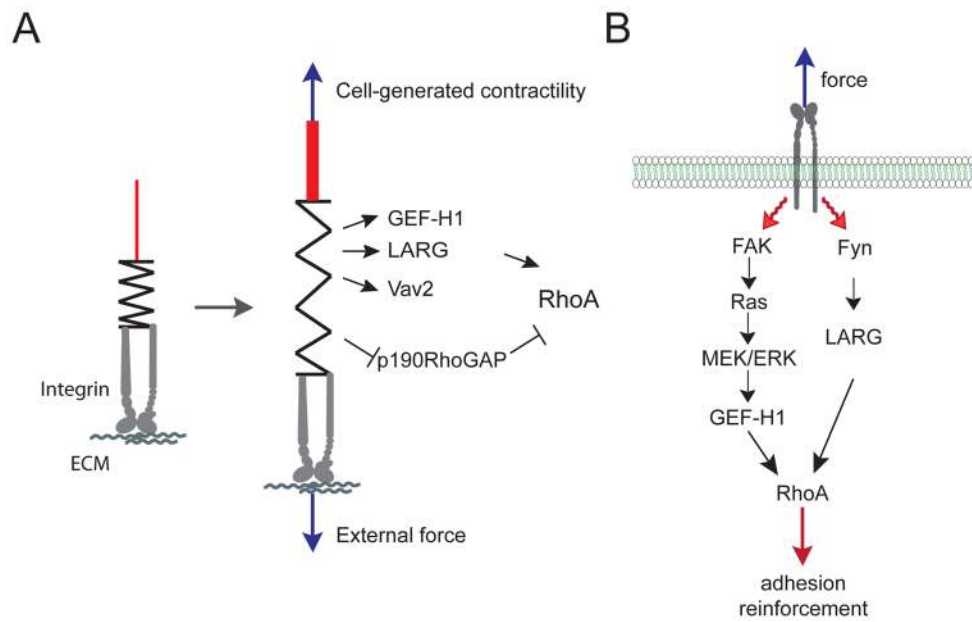 A
Cell-generated contractility
GEF-H1
LARG
Vav2
RhoA
p190RhoGAP
Integrin
ECM
External force
B
force
FAK
Fyn
Ras
LARG
MEK/ERK
GEF-H1
RhoA
adhesion
reinforcement